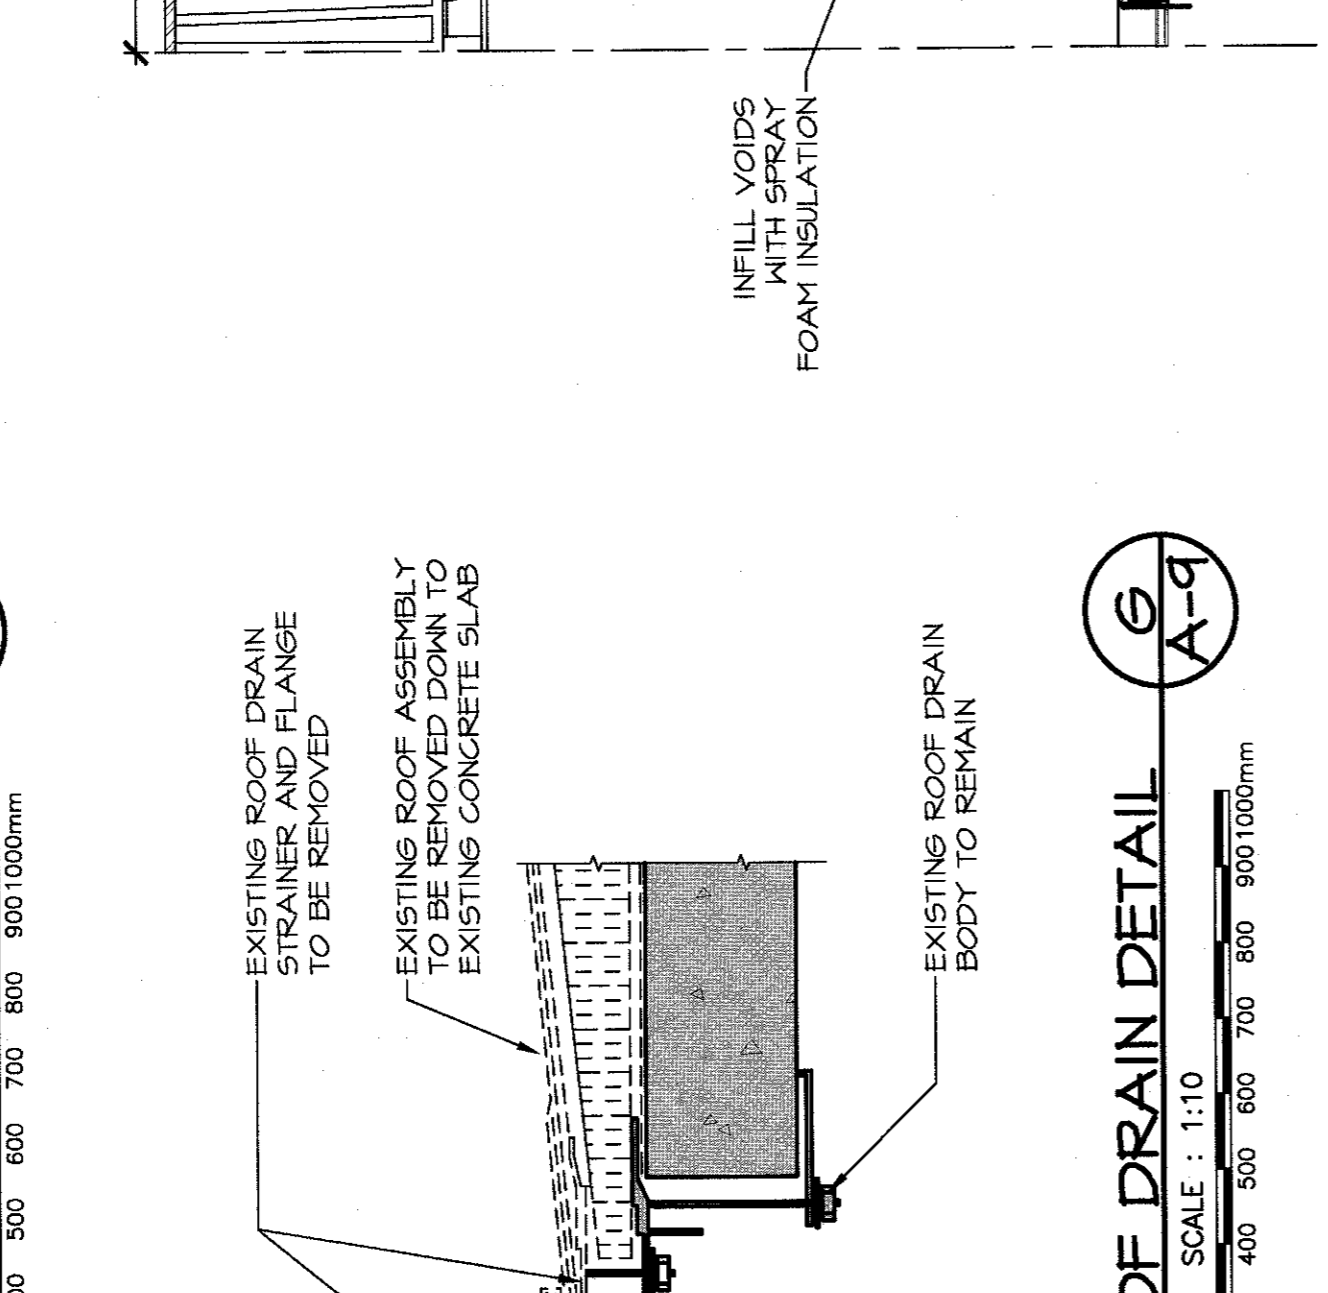 INFILL VOIDS
WITH SPRAY
FOAM INSULATION
EXISTING ROOF DRAIN
STRAINER AND FLANGE
TO BE REMOVED
EXISTING ROOF ASSEMBLY
TO BE REMOVED DOWN TO
EXISTING CONCRETE SLAB
EXISTING ROOF DRAIN
BODY TO REMAIN
DRAIN DETAIL
G
A-9
SCALE : 1:10
400 500 600 700 800 900 1000mm
500 600 700 800 900 1000mm